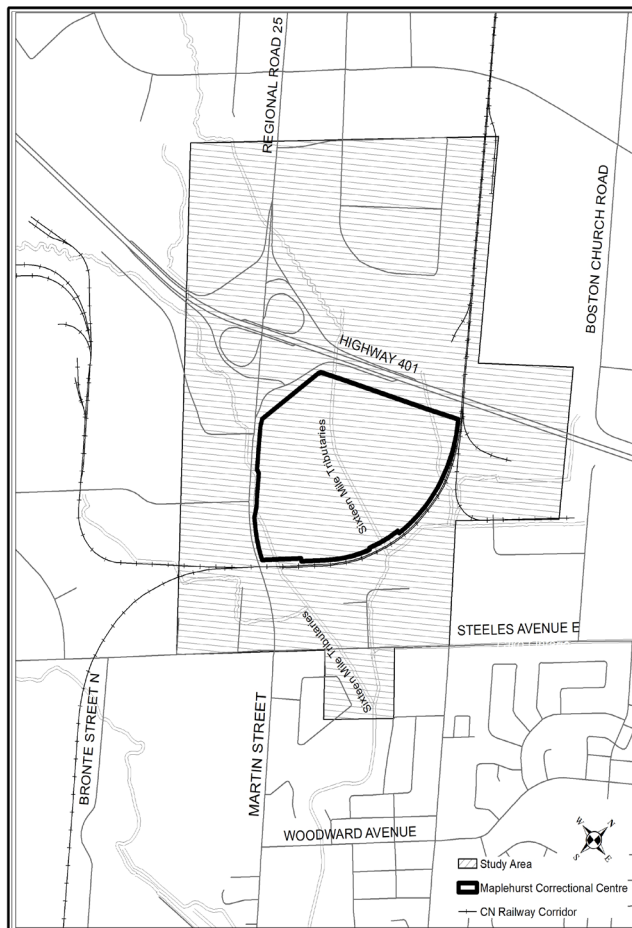 REGIONAL ROAD 25
BOSTON CHURCH ROAD
HIGHWAY 401
Sixteen Mile Tributaries
Sixteen Mile Tributaries
STEELES AVENUE E
BRONTE STREET N
MARTIN STREET
WOODWARD AVENUE
W N
S E
Study Area
Maplehurst Correctional Centre
CN Railway Corridor